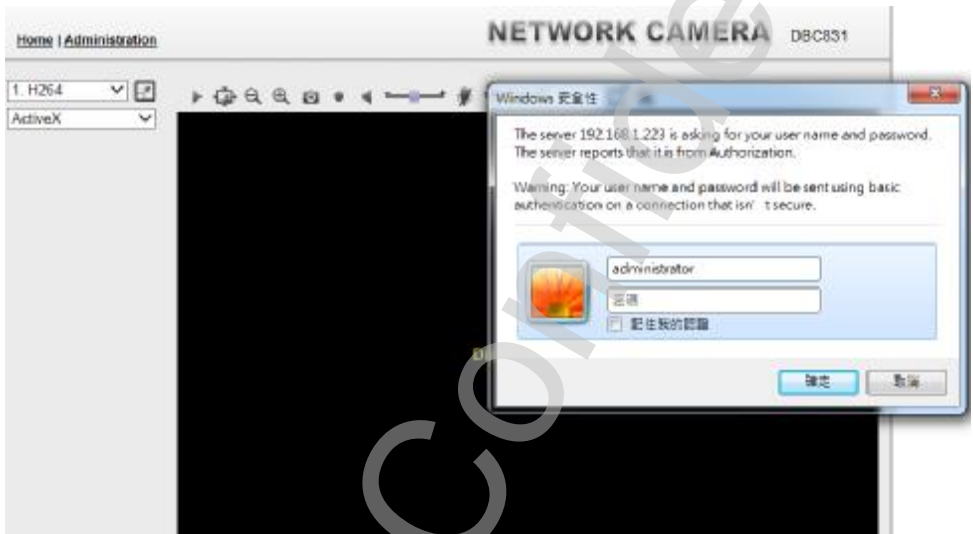 Home | Administration
NETWORK CAMERA DBC831
1. H264
ActiveX
Windows 安全性
The server 192.168.1.223 is asking for your user name and password.
The server reports that it is from Authorization.
Warning: Your user name and password will be sent using basic
authentication on a connection that isn' t secure.
administrator
密碼
記住我的認證
確定
取消
Confide